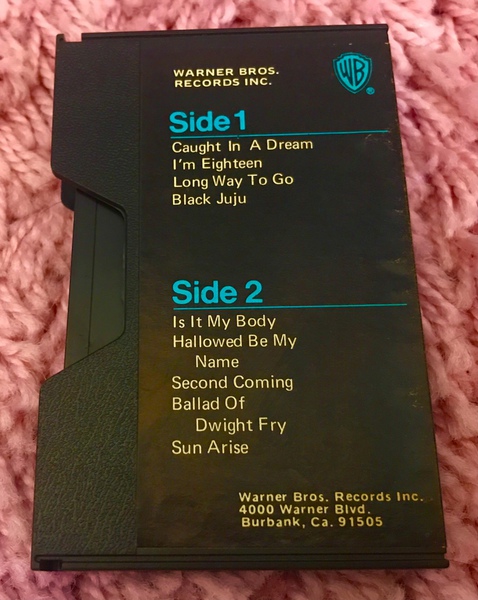 WARNER BROS.
RECORDS INC.
WB
®
Side 1
Caught In A Dream
I'm Eighteen
Long Way To Go
Black Juju
Side 2
Is It My Body
Hallowed Be My
Name
Second Coming
Ballad Of
Dwight Fry
Sun Arise
Warner Bros. Records Inc.
4000 Warner Blvd.
Burbank, Ca. 91505